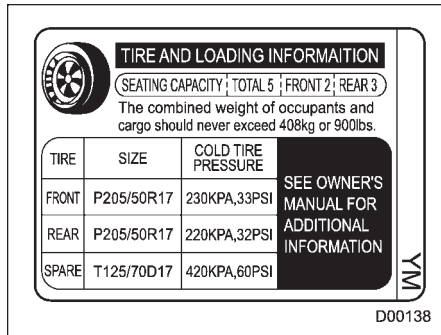 TIRE AND LOADING INFORMAITION
SEATING CAPACITY TOTAL 5 FRONT 2 REAR 3
The combined weight of occupants and
cargo should never exceed 408kg or 900lbs.
TIRE SIZE COLD TIRE PRESSURE
FRONT P205/50R17 230KPA,33PSI
REAR P205/50R17 220KPA,32PSI
SPARE T125/70D17 420KPA,60PSI
SEE OWNER'S
MANUAL FOR
ADDITIONAL
INFORMATION
YM
D00138